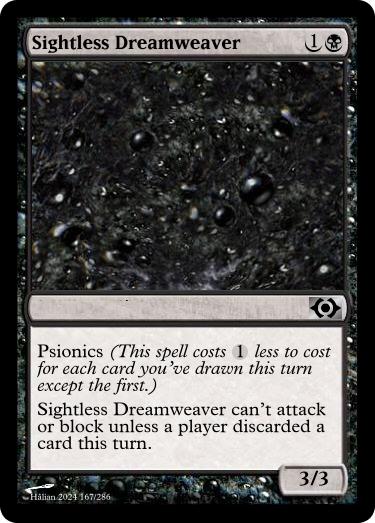 Sightless Dreamweaver 1
Psionics (This spell costs 1 less to cost
for each card you've drawn this turn
except the first.)
Sightless Dreamweaver can't attack
or block unless a player discarded a
card this turn.
3/3
Hālian 2024 167/286